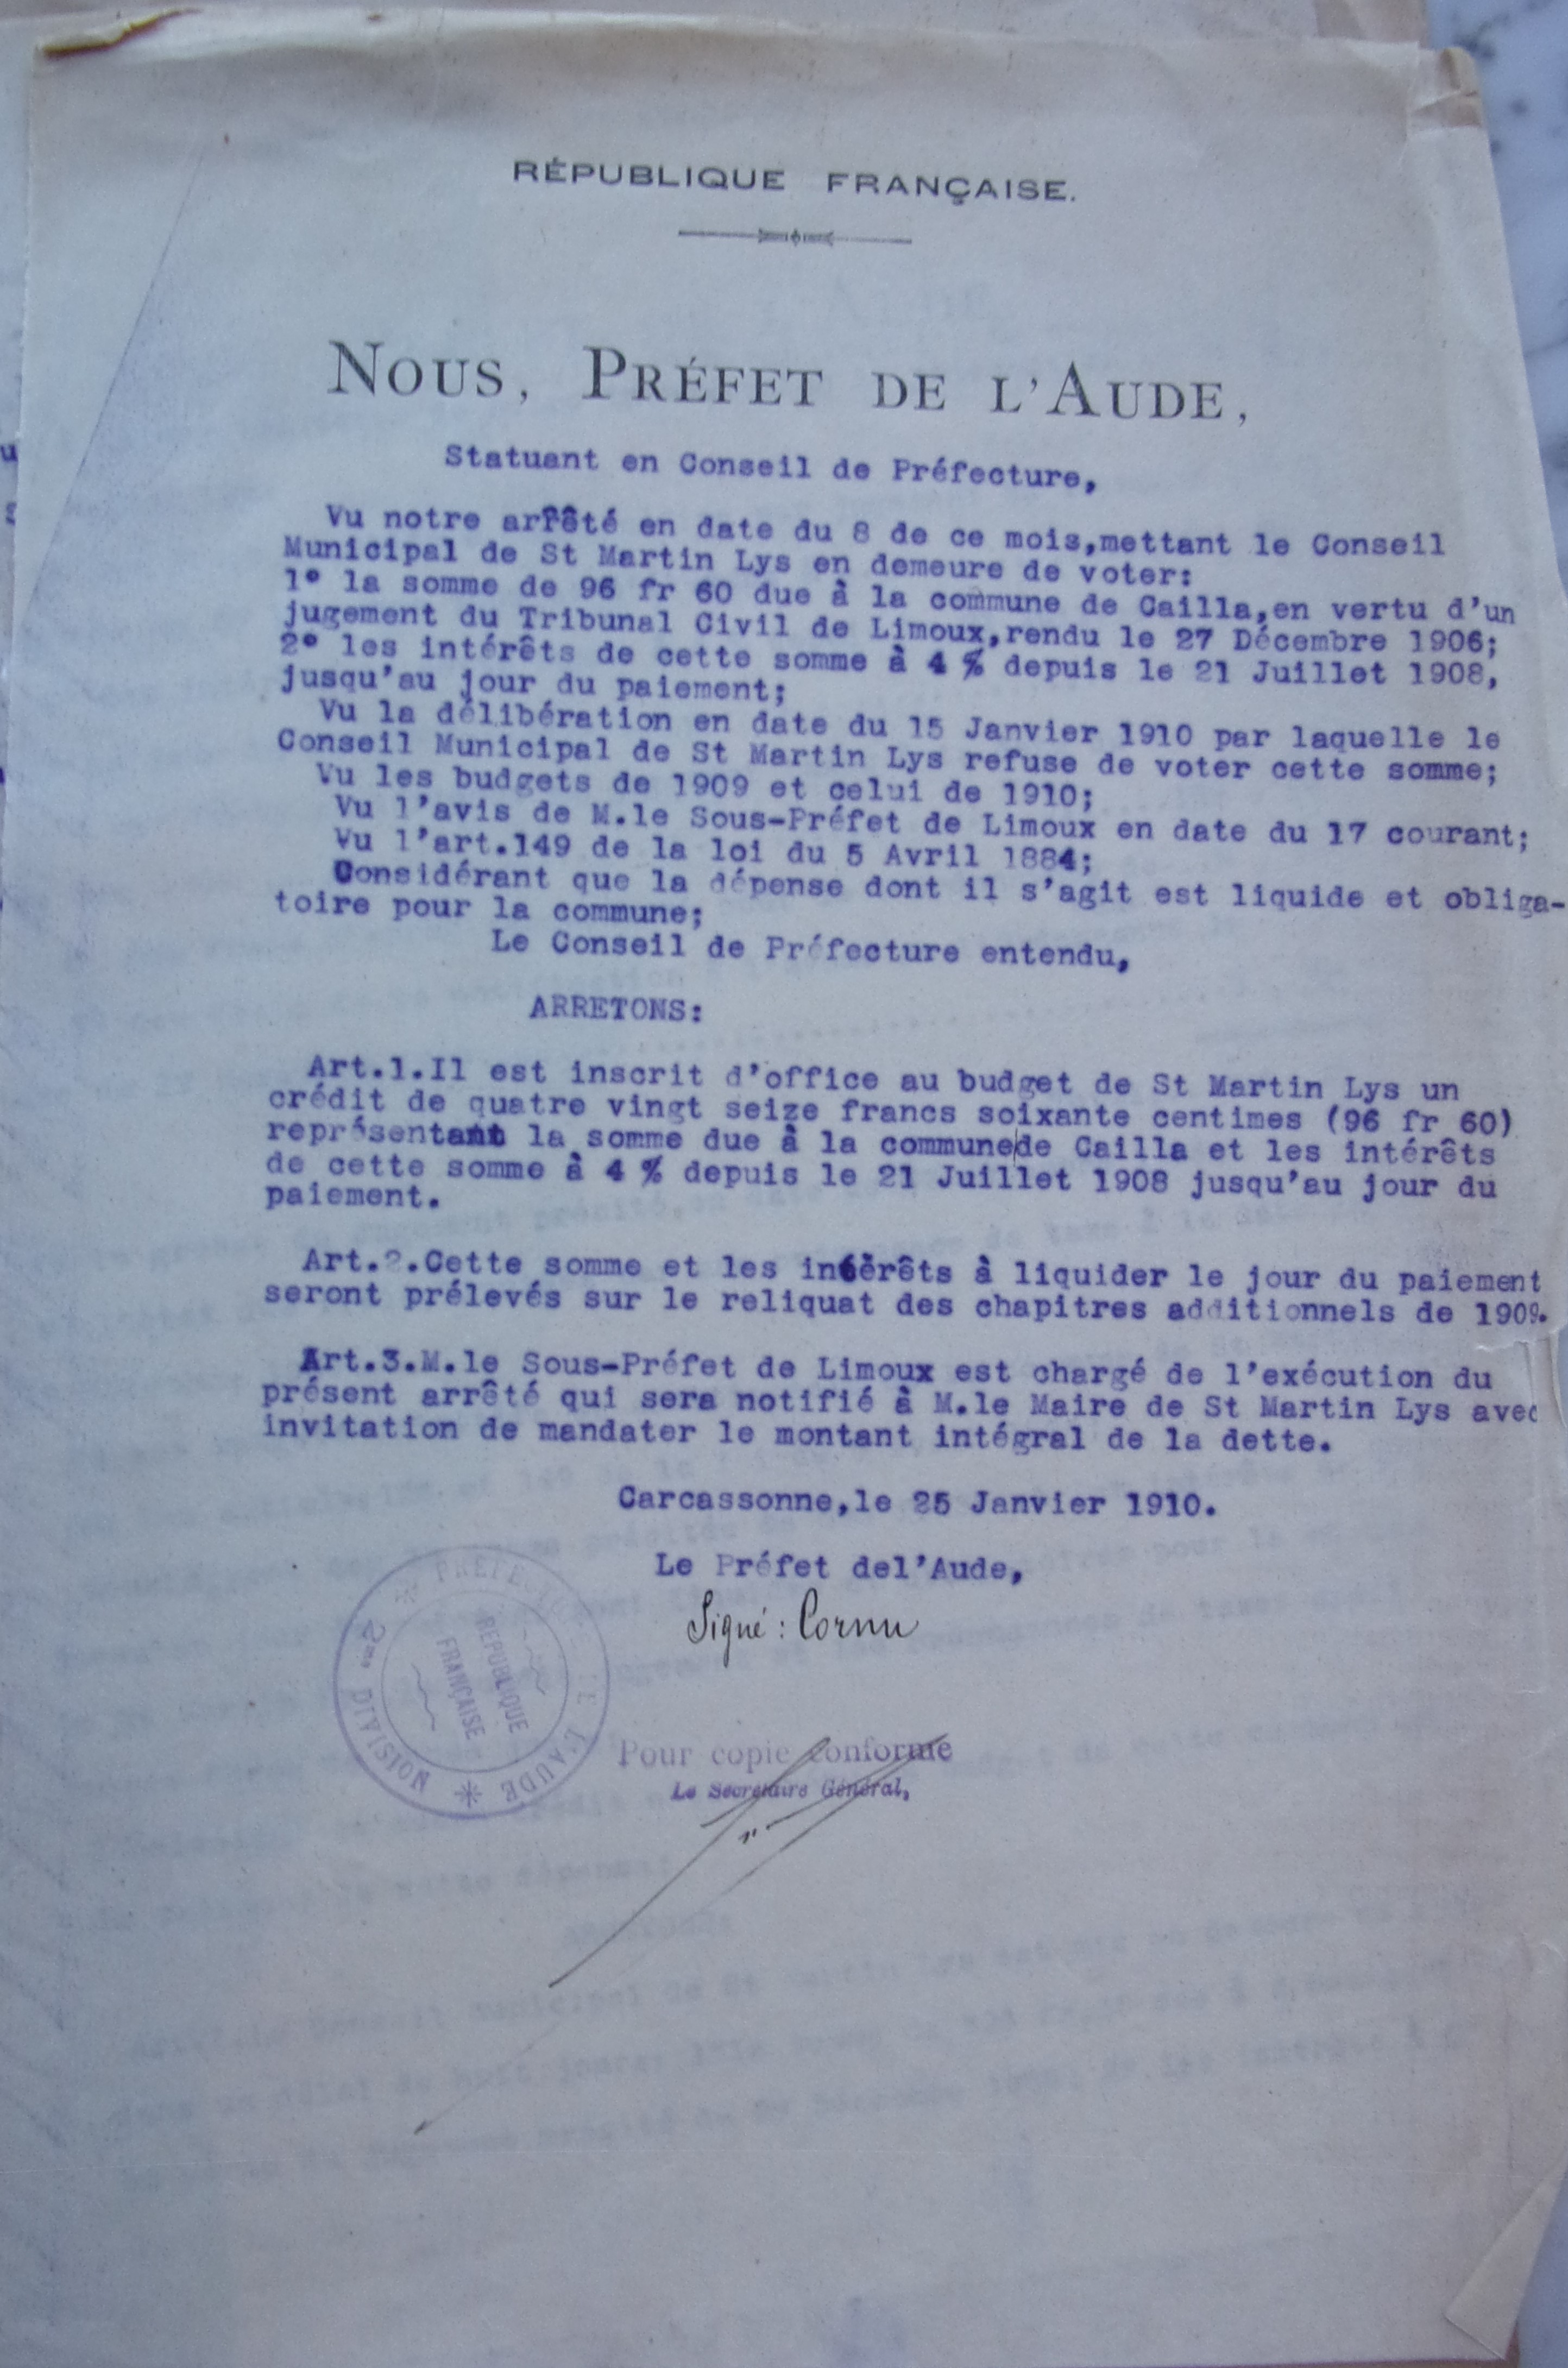 RÉPUBLIQUE FRANÇAISE.
NOUS, PRÉFET DE L'AUDE,
Statuant en Conseil de Préfecture,
Vu notre arrêté en date du 8 de ce mois,mettant le Conseil
Municipal de St Martin Lys en demeure de voter:
1° la somme de 96 fr 60 due à la commune de Cailla,en vertu d'un
jugement du Tribunal Civil de Limoux,rendu le 27 Décembre 1906;
2° les intérêts de cette somme à 4 % depuis le 21 Juillet 1908,
jusqu'au jour du paiement;
Vu la délibération en date du 15 Janvier 1910 par laquelle le
Conseil Municipal de St Martin Lys refuse de voter cette somme;
Vu les budgets de 1909 et celui de 1910;
Vu l'avis de M.le Sous-Préfet de Limoux en date du 17 courant;
Vu l'art.149 de la loi du 5 Avril 1884;
Considérant que la dépense dont il s'agit est liquide et obliga-
toire pour la commune;
Le Conseil de Préfecture entendu,
ARRETONS:
Art.1.Il est inscrit d'office au budget de St Martin Lys un
crédit de quatre vingt seize francs soixante centimes (96 fr 60)
représentant la somme due à la commune de Cailla et les intérêts
de cette somme à 4 % depuis le 21 Juillet 1908 jusqu'au jour du
paiement.
Art.2.Cette somme et les intérêts à liquider le jour du paiement
seront prélevés sur le reliquat des chapitres additionnels de 1909.
Art.3.M.le Sous-Préfet de Limoux est chargé de l'exécution du
présent arrêté qui sera notifié à M.le Maire de St Martin Lys avec
invitation de mandater le montant intégral de la dette.
Carcassonne,le 25 Janvier 1910.
Le Préfet del'Aude,
Signé : Cornu
PRÉFECTURE DE L'AUDE
2me DIVISION
RÉPUBLIQUE
FRANÇAISE
Pour copie conforme
Le Secrétaire Général,